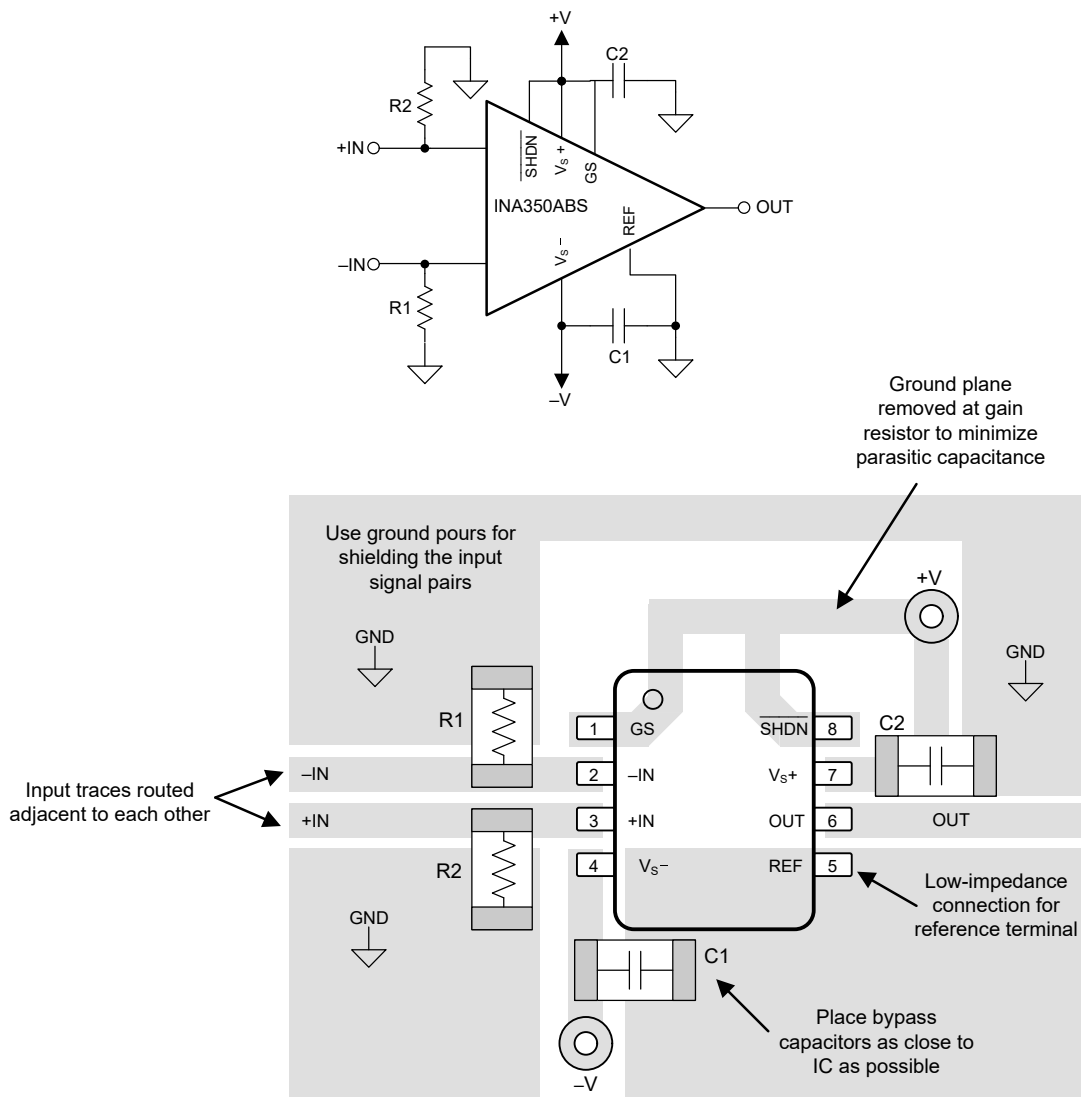 +V
C2
R2
+IN
SHDN
VS +
GS
INA350ABS
OUT
REF
VS –
–IN
R1
C1
–V
Ground plane
removed at gain
resistor to minimize
parasitic capacitance
Use ground pours for
shielding the input
signal pairs
+V
GND
GND
R1
C2
1
GS
SHDN
8
–IN
2
–IN
VS+
7
Input traces routed
adjacent to each other
+IN
3
+IN
OUT
6
OUT
R2
4
VS–
REF
5
GND
Low-impedance
connection for
reference terminal
C1
Place bypass
capacitors as close to
IC as possible
–V